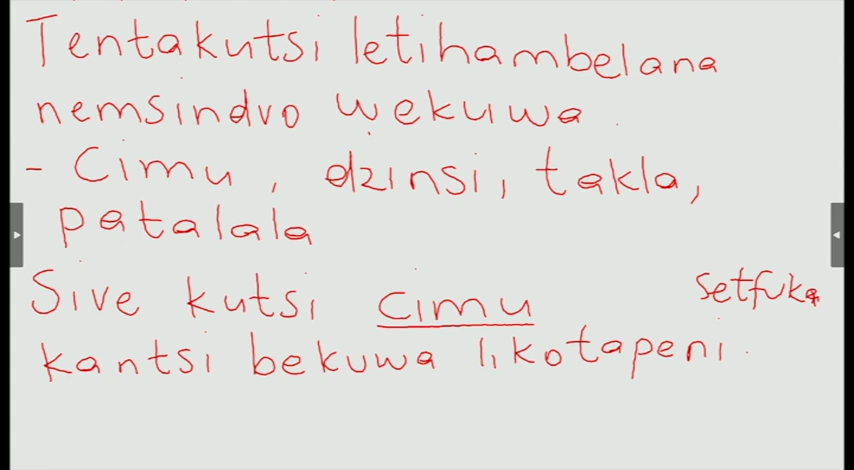 Tentakutsi letihambelana
nemsindvo wekuwa.
- Cimu, dzinsi, takla,
patalala
Sive kutsi cimu setfuka
kantsi bekuwa likotapeni.